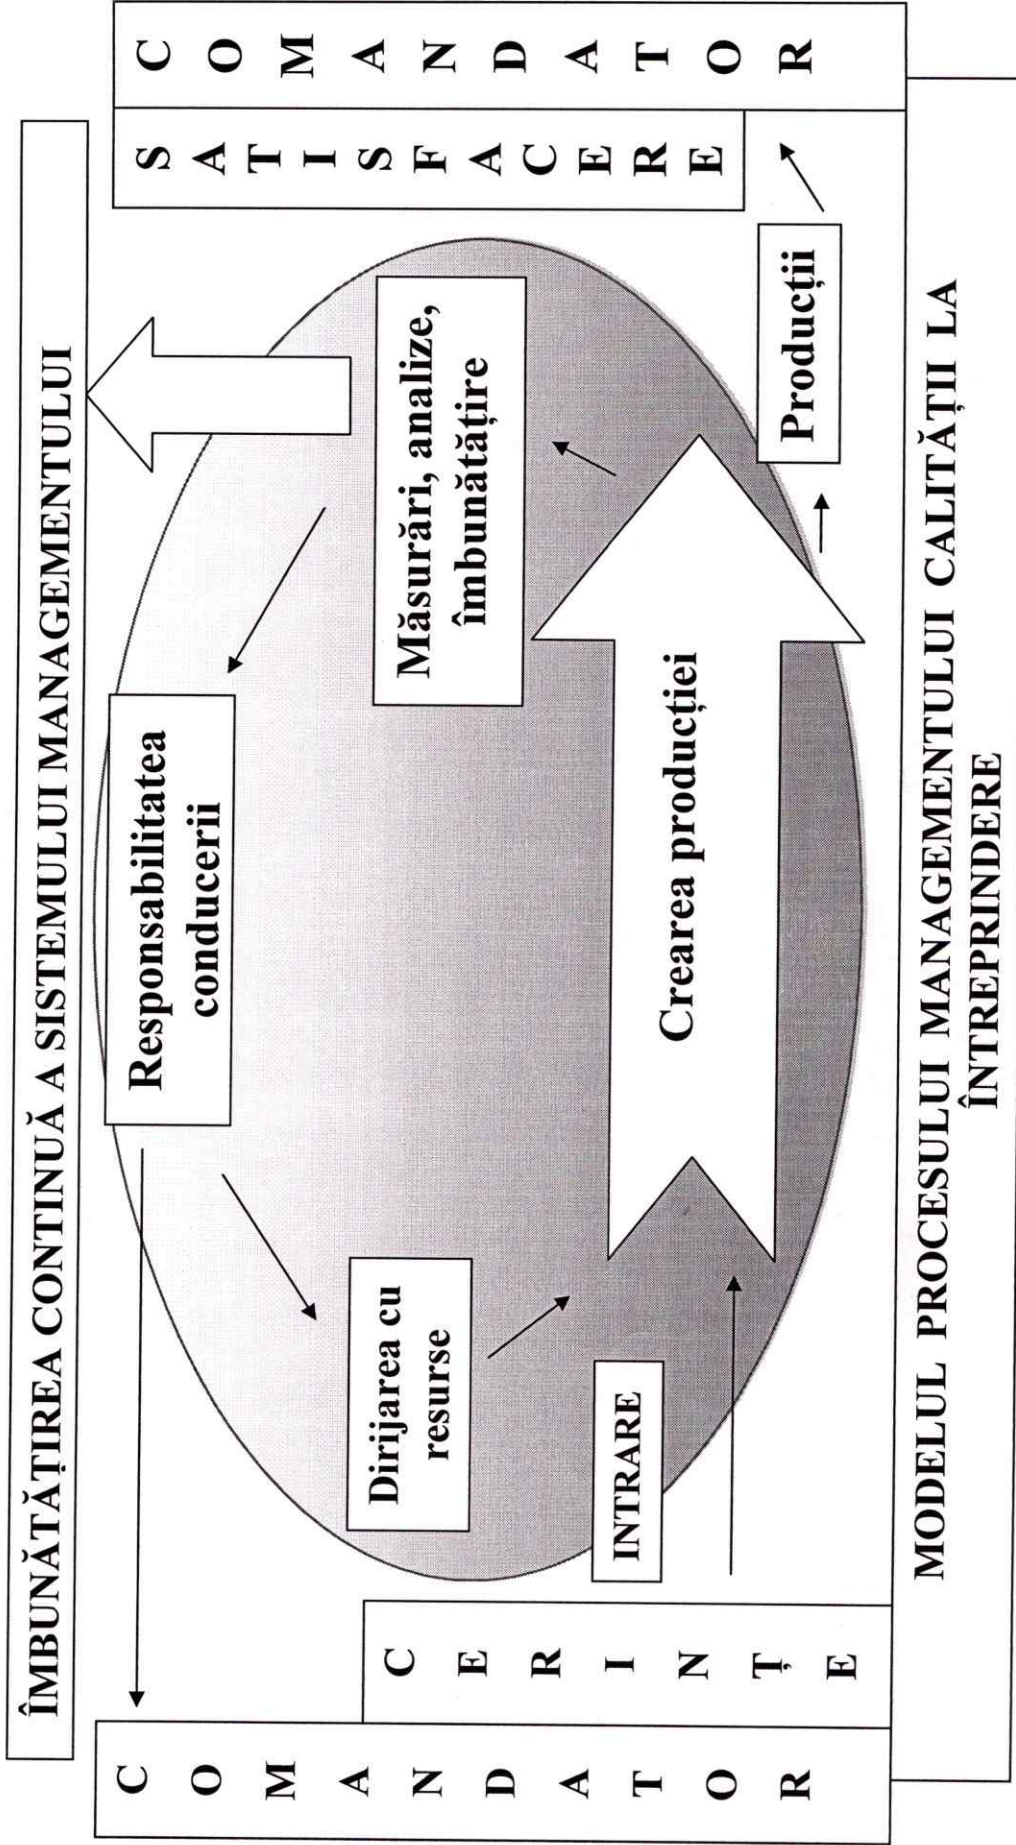 ÎMBUNĂTĂȚIREA CONTINUĂ A SISTEMULUI MANAGEMENTULUI
COMANDATOR
CERINȚE
Responsabilitatea
conducerii
Dirijarea cu
resurse
Măsurări, analize,
îmbunătățire
INTRARE
Crearea producției
Producții
SATISFACERE
COMANDATOR
MODELUL PROCESULUI MANAGEMENTULUI CALITĂȚII LA
ÎNTREPRINDERE